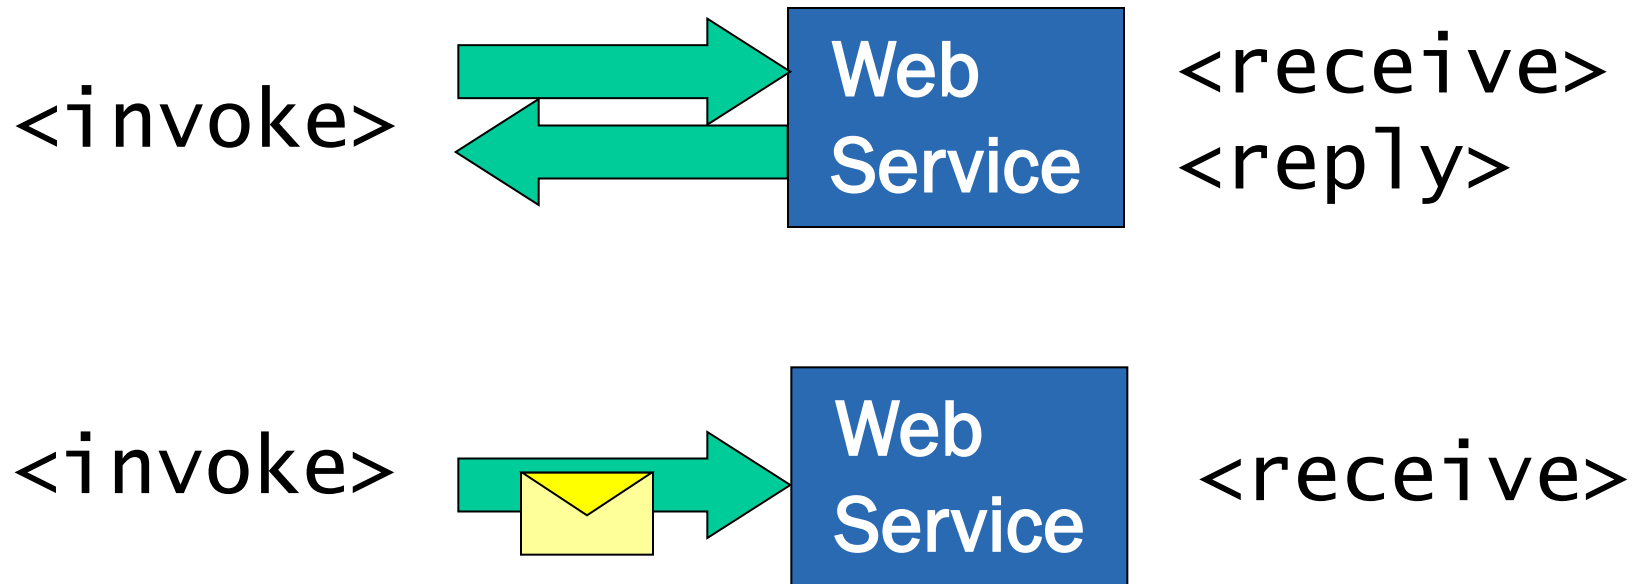 <invoke>
Web
Service
<receive>
<reply>
<invoke>
Web
Service
<receive>